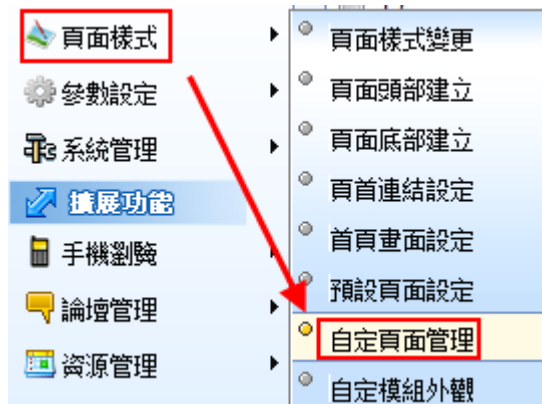 頁面樣式
參數設定
系統管理
擴展功能
手機劉驗
論壇管理
資源管理
頁面樣式變更
頁面頭部建立
頁面底部建立
頁首連結設定
首頁畫面設定
預設頁面設定
自定頁面管理
自定模組外觀